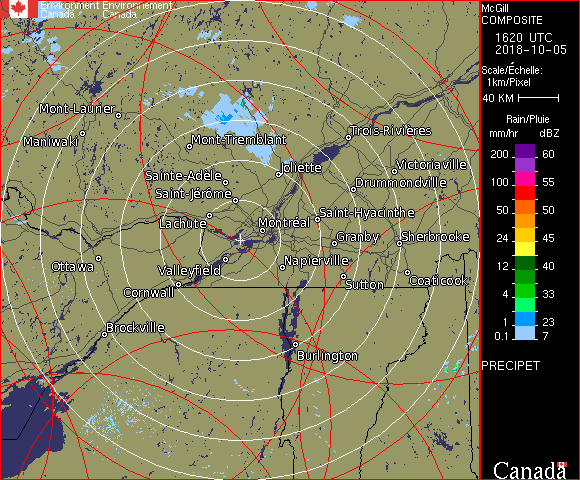 Environment Environnement
Canada Canada
McGill
COMPOSITE
1620 UTC
2018-10-05
Scale/Échelle:
1km/Pixel
40 KM
Rain/Pluie
mm/hr dBZ
200 60
150 57
100 55
50 50
24 45
12 40
4 33
1 23
0.1 7
PRECIPET
Canada
Mont-Laurier
Maniwaki
Mont-Tremblant
Trois-Rivières
Victoriaville
Joliette
Sainte-Adèle
Drummondville
Saint-Jérôme
Saint-Hyacinthe
Lachute
Montréal
Granby
Sherbrooke
Ottawa
Valleyfield
Napierville
Sutton
Coaticook
Cornwall
Brockville
Burlington